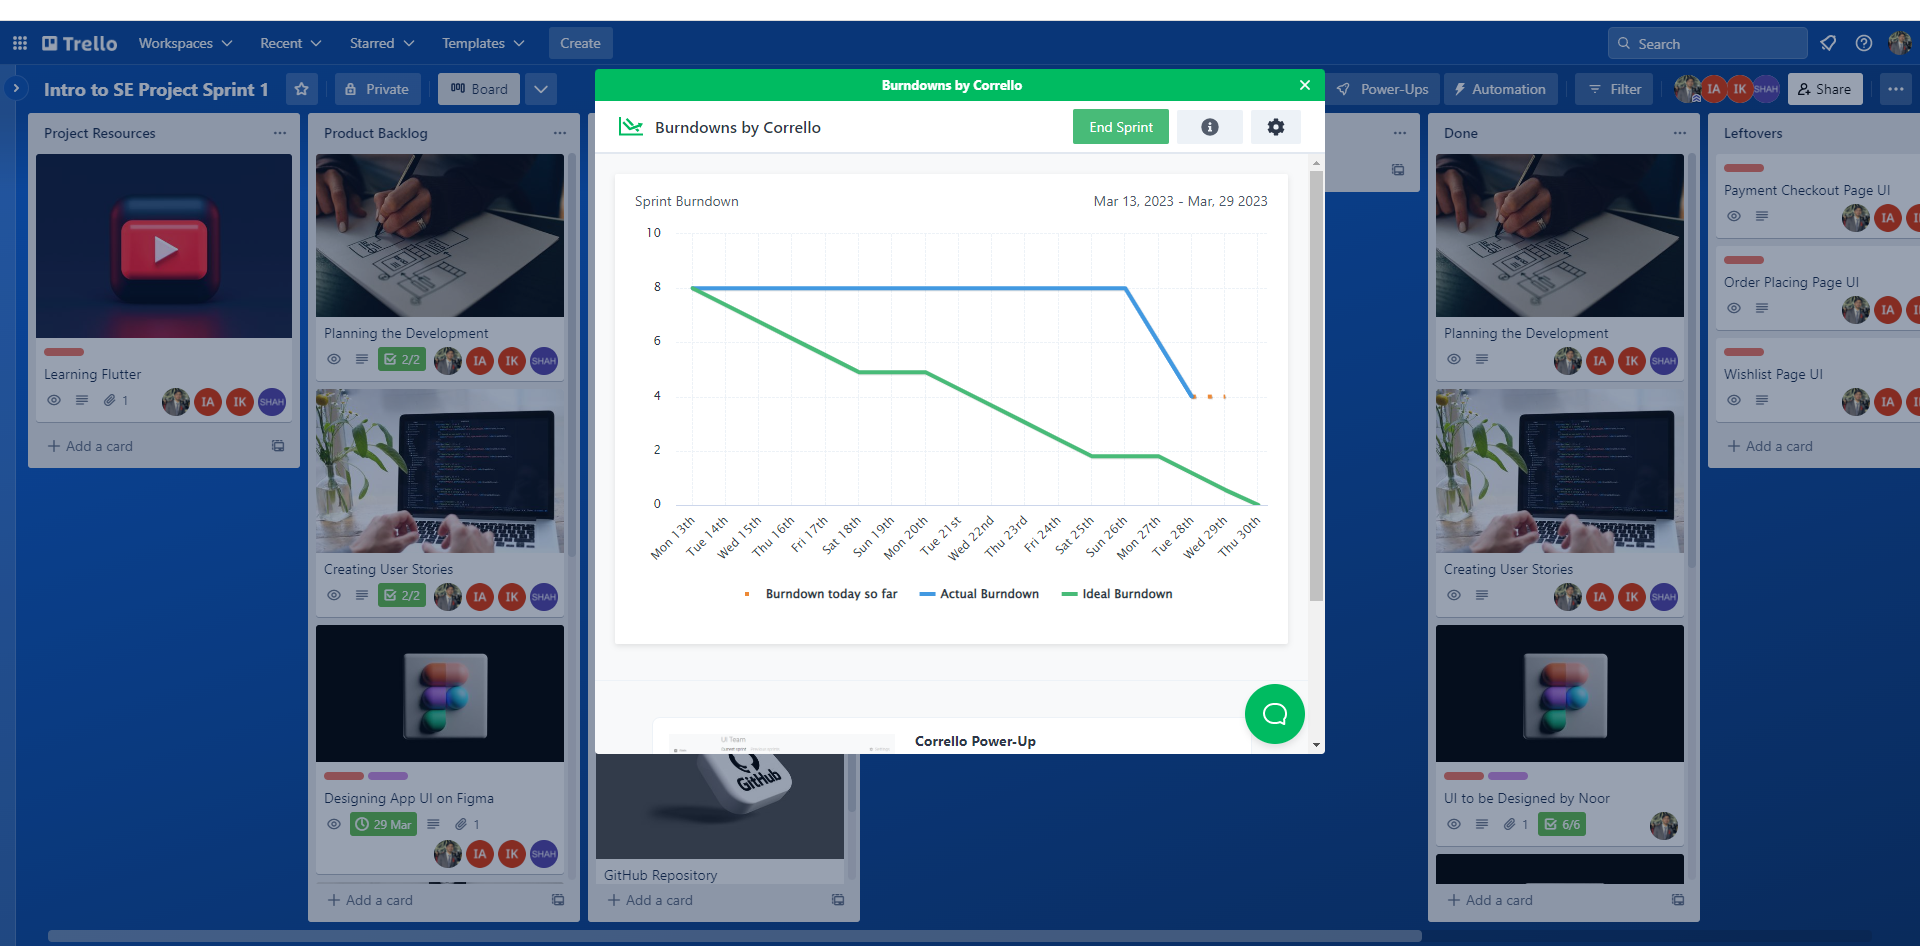 Trello
Workspaces
Recent
Starred
Templates
Create
Search
Intro to SE Project Sprint 1
Private
Board
Power-Ups
Automation
Filter
IA
IK
SHAH
Share
Project Resources
Learning Flutter
1
IA
IK
SHAH
Add a card
Product Backlog
Planning the Development
2/2
IA
IK
SHAH
Creating User Stories
2/2
IA
IK
SHAH
Designing App UI on Figma
29 Mar
1
IA
IK
SHAH
Add a card
Burndowns by Corrello
Burndowns by Corrello
End Sprint
Sprint Burndown
Mar 13, 2023 - Mar, 29 2023
10
8
6
4
2
0
Mon 13th
Tue 14th
Wed 15th
Thu 16th
Fri 17th
Sat 18th
Sun 19th
Mon 20th
Tue 21st
Wed 22nd
Thu 23rd
Fri 24th
Sat 25th
Sun 26th
Mon 27th
Tue 28th
Wed 29th
Thu 30th
Burndown today so far
Actual Burndown
Ideal Burndown
UI Team
Corrello Power-Up
GitHub
GitHub Repository
Add a card
Done
Planning the Development
IA
IK
SHAH
Creating User Stories
IA
IK
SHAH
UI to be Designed by Noor
1
6/6
Add a card
Leftovers
Payment Checkout Page UI
IA
Order Placing Page UI
IA
Wishlist Page UI
IA
Add a card